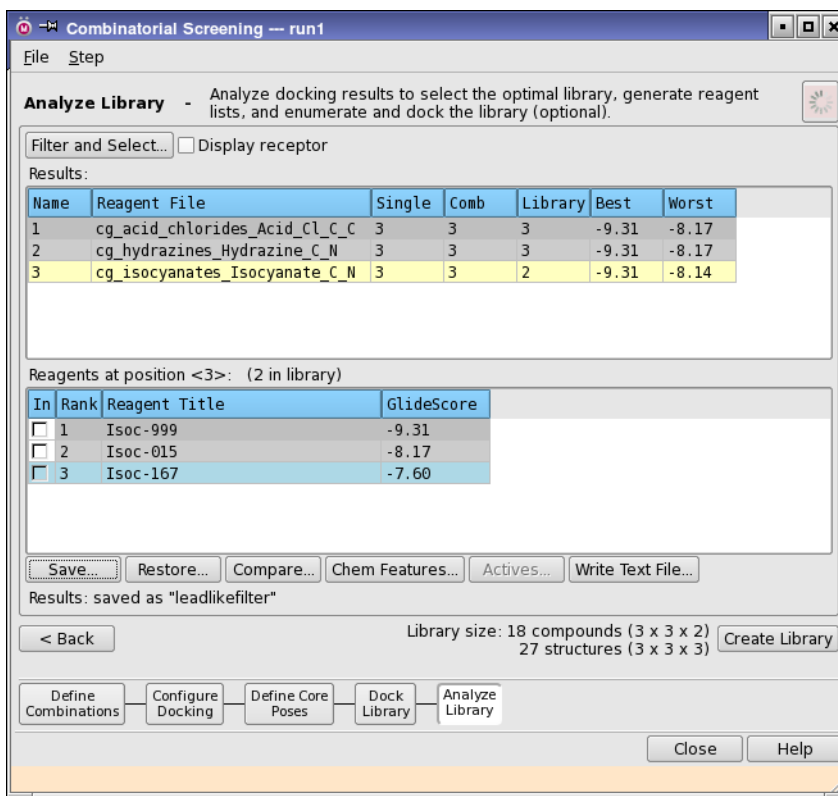 Combinatorial Screening --- run1
File Step
Analyze Library - Analyze docking results to select the optimal library, generate reagent
lists, and enumerate and dock the library (optional).
Filter and Select... Display receptor
Results:
Name Reagent File Single Comb Library Best Worst
1 cg_acid_chlorides_Acid_Cl_C_C 3 3 3 -9.31 -8.17
2 cg_hydrazines_Hydrazine_C_N 3 3 3 -9.31 -8.17
3 cg_isocyanates_Isocyanate_C_N 3 3 2 -9.31 -8.14
Reagents at position <3>: (2 in library)
In Rank Reagent Title GlideScore
1 Isoc-999 -9.31
2 Isoc-015 -8.17
3 Isoc-167 -7.60
Save... Restore... Compare... Chem Features... Actives... Write Text File...
Results: saved as "leadlikefilter"
< Back Library size: 18 compounds (3 x 3 x 2) Create Library
27 structures (3 x 3 x 3)
Define Combinations Configure Docking Define Core Poses Dock Library Analyze Library
Close Help